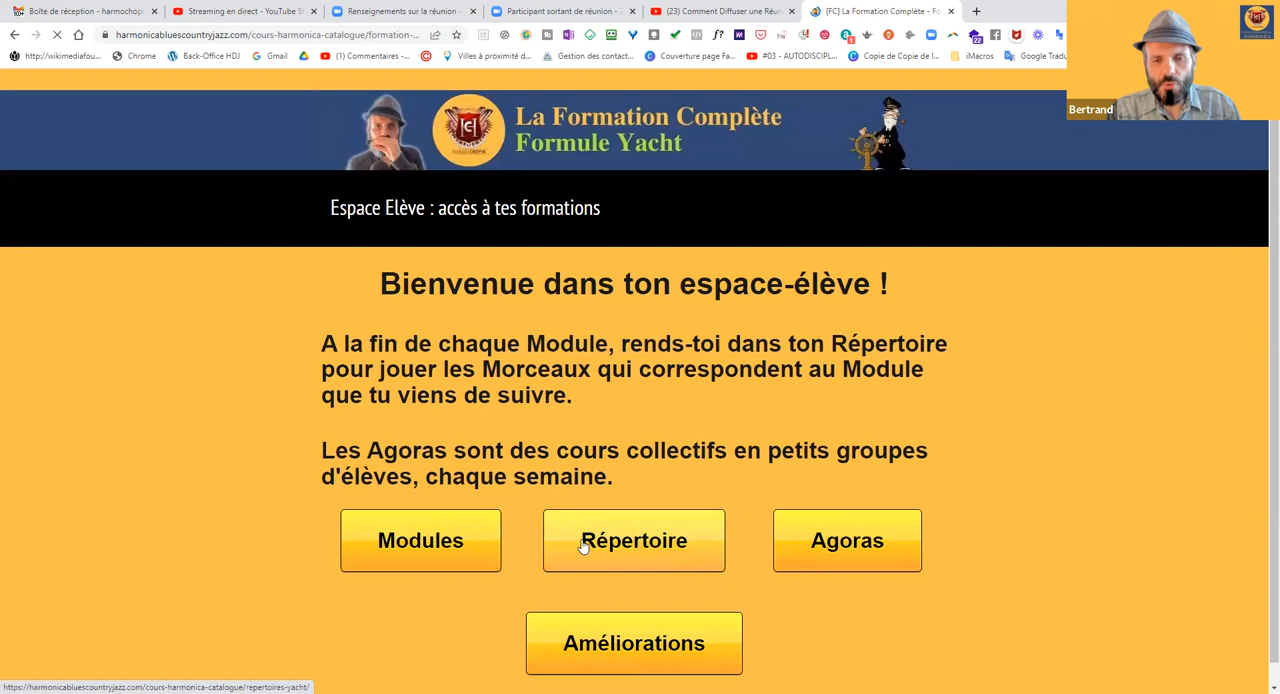 Boîte de réception - harmochop
Streaming en direct - YouTube S
Renseignements sur la réunion -
Participant sortant de réunion - Z
(23) Comment Diffuser une Réun
[FC] La Formation Complète - Fo
harmonicabluescountryjazz.com/cours-harmonica-catalogue/formation-...
http://wikimediafou...
Chrome
Back-Office HDJ
Gmail
(1) Commentaires -...
Villes à proximité d...
Gestion des contact...
Couverture page Fa...
#03 - AUTODISCIPL...
Copie de Copie de l...
iMacros
Google Tradu
Bertrand
La Formation Complète
Formule Yacht
Espace Elève : accès à tes formations
Bienvenue dans ton espace-élève !
A la fin de chaque Module, rends-toi dans ton Répertoire
pour jouer les Morceaux qui correspondent au Module
que tu viens de suivre.
Les Agoras sont des cours collectifs en petits groupes
d'élèves, chaque semaine.
Modules
Répertoire
Agoras
Améliorations
https://harmonicabluescountryjazz.com/cours-harmonica-catalogue/repertoires-yacht/